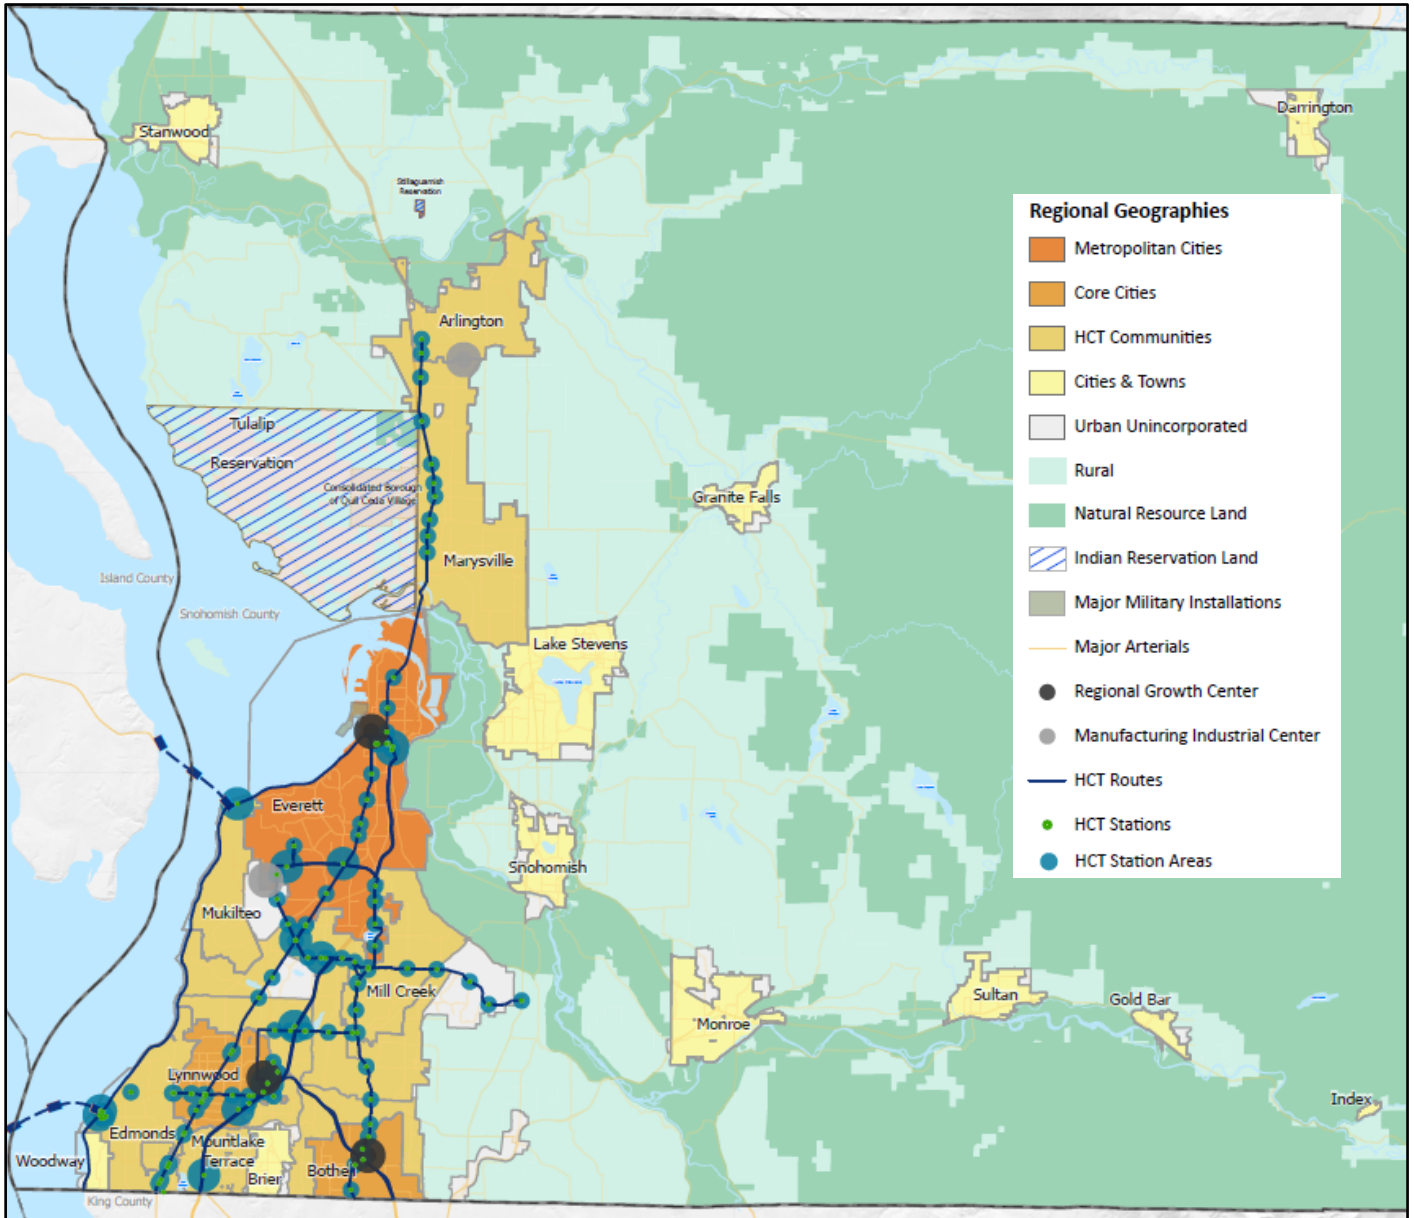 Darrington
Stanwood
Stillaguamish
Reservation
Regional Geographies
Metropolitan Cities
Core Cities
HCT Communities
Cities & Towns
Urban Unincorporated
Rural
Natural Resource Land
Indian Reservation Land
Major Military Installations
Major Arterials
Regional Growth Center
Manufacturing Industrial Center
HCT Routes
HCT Stations
HCT Station Areas
Arlington
Tulalip
Reservation
Consolidated Borough
of Quil Ceda Village
Granite Falls
Marysville
Island County
Snohomish County
Lake Stevens
Everett
Snohomish
Mukilteo
Mill Creek
Monroe
Sultan
Gold Bar
Lynnwood
Index
Edmonds
Mountlake
Terrace
Woodway
Brier
Bothell
King County